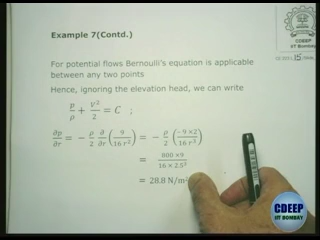 Example 7(Contd.)
CDEEP
IIT Bombay
For potential flows Bernoulli's equation is applicable
between any two points
Hence, ignoring the elevation head, we can write
p/ρ + V²/2 = C ;
∂p/∂r = − ρ/2 ∂/∂r (9/16 r²) = − ρ/2 (−9 ×2/16 r³)
= 800 ×9/16 × 2.5³
= 28.8 N/m³
CDEEP
IIT BOMBAY